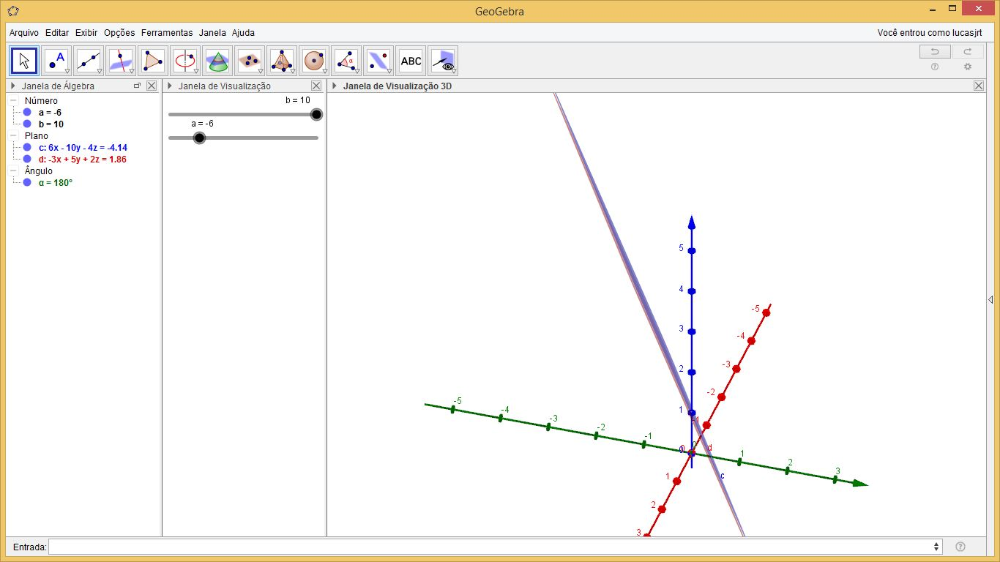 GeoGebra
Arquivo Editar Exibir Opções Ferramentas Janela Ajuda
Você entrou como lucasjrt
A
α
ABC
Janela de Álgebra
Janela de Visualização
Janela de Visualização 3D
Número
a = -6
b = 10
Plano
c: 6x - 10y - 4z = -4.14
d: -3x + 5y + 2z = 1.86
Ângulo
α = 180°
b = 10
a = -6
5
4
3
2
1
0
-5
-4
-3
-2
-1
0
1
2
3
-5
-4
-3
-2
-1
0
1
2
3
d
c
Entrada: